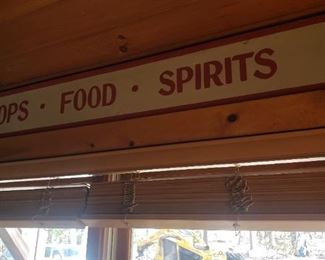 OPS · FOOD · SPIRITS